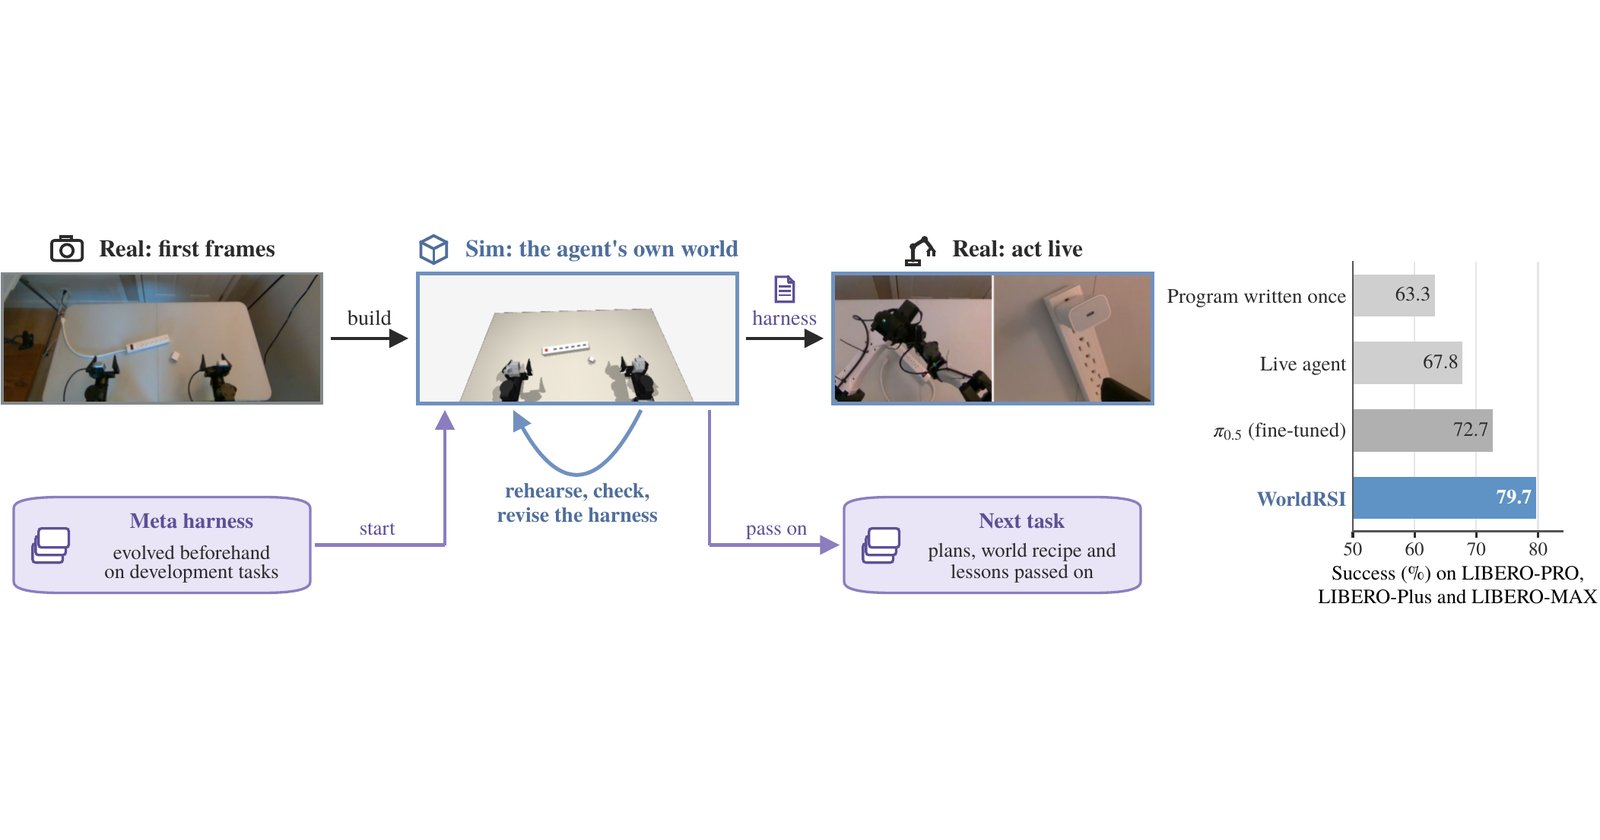 Real: first frames
Sim: the agent's own world
Real: act live
build
harness
rehearse, check,
revise the harness
Meta harness
evolved beforehand
on development tasks
start
pass on
Next task
plans, world recipe and
lessons passed on
Program written once
63.3
Live agent
67.8
π0.5 (fine-tuned)
72.7
WorldRSI
79.7
50 60 70 80
Success (%) on LIBERO-PRO,
LIBERO-Plus and LIBERO-MAX